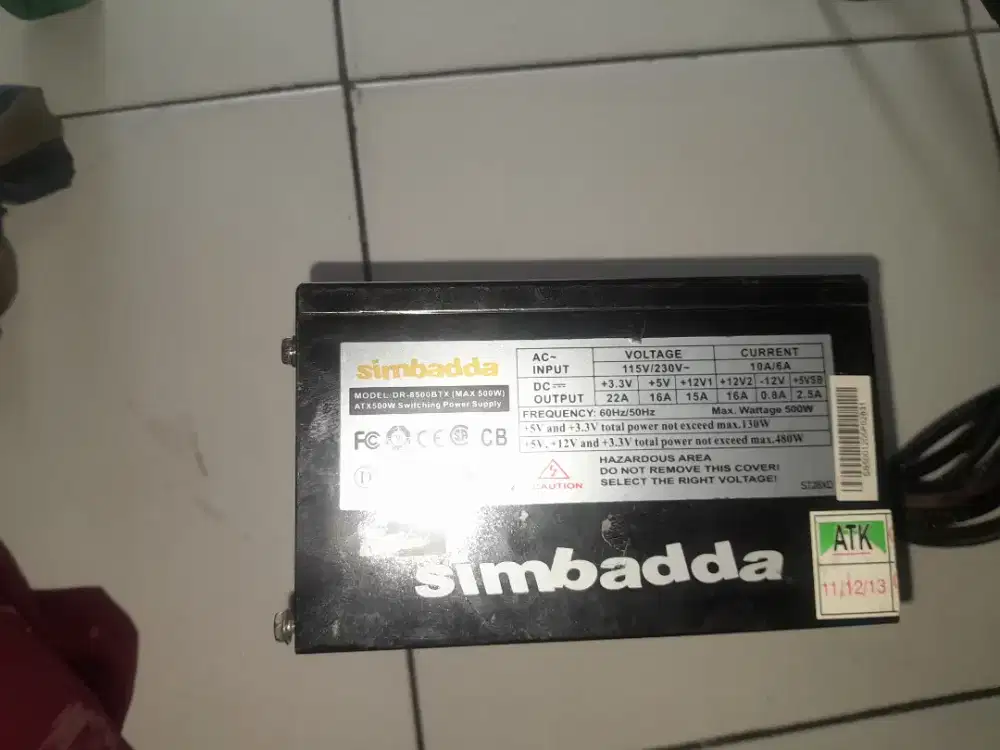 simbadda
MODEL:DR-8500BTX (MAX 500W)
ATX500W Switching Power Supply
FC CE CB
AC~ INPUT VOLTAGE CURRENT
115V/230V~ 10A/6A
DC OUTPUT +3.3V +5V +12V1 +12V2 -12V +5VSB
22A 16A 15A 16A 0.8A 2.5A
FREQUENCY: 60Hz/50Hz Max. Wattage 500W
+5V and +3.3V total power not exceed max.130W
+5V, +12V and +3.3V total power not exceed max.480W
CAUTION
HAZARDOUS AREA
DO NOT REMOVE THIS COVER!
SELECT THE RIGHT VOLTAGE!
simbadda
ATK
11/12/13